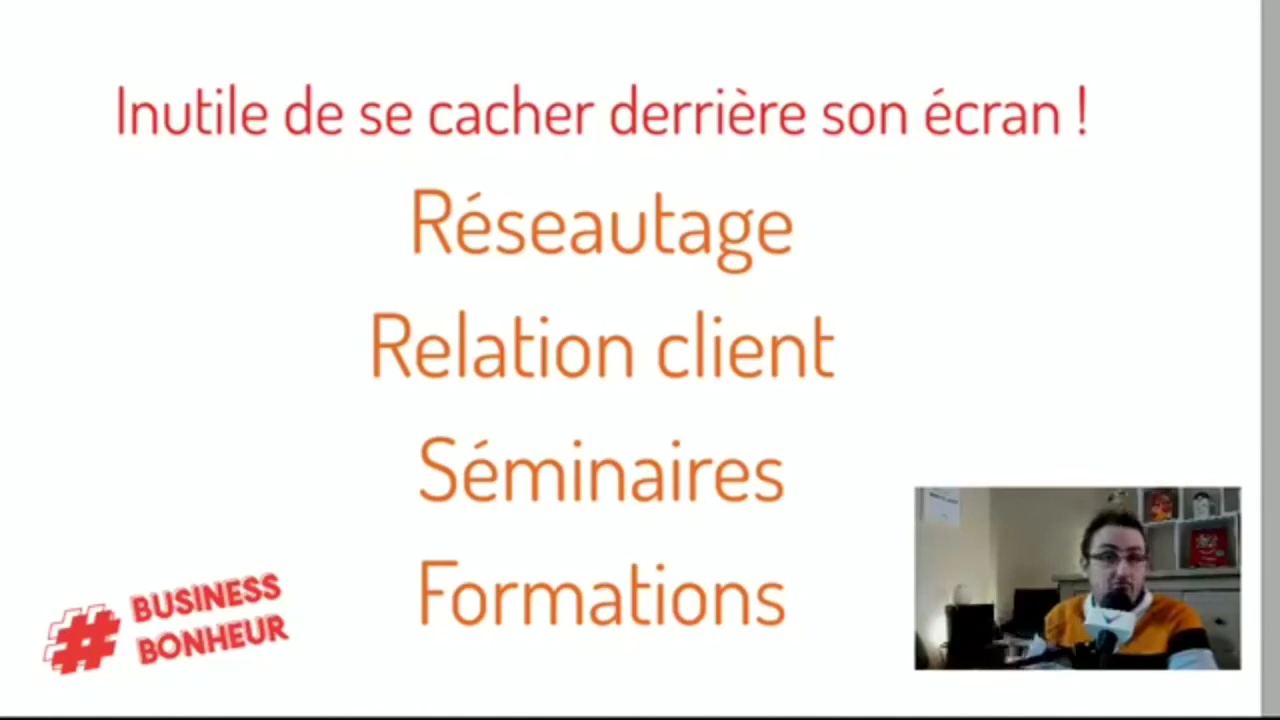 Inutile de se cacher derrière son écran !
Réseautage
Relation client
Séminaires
Formations
# BUSINESS
BONHEUR